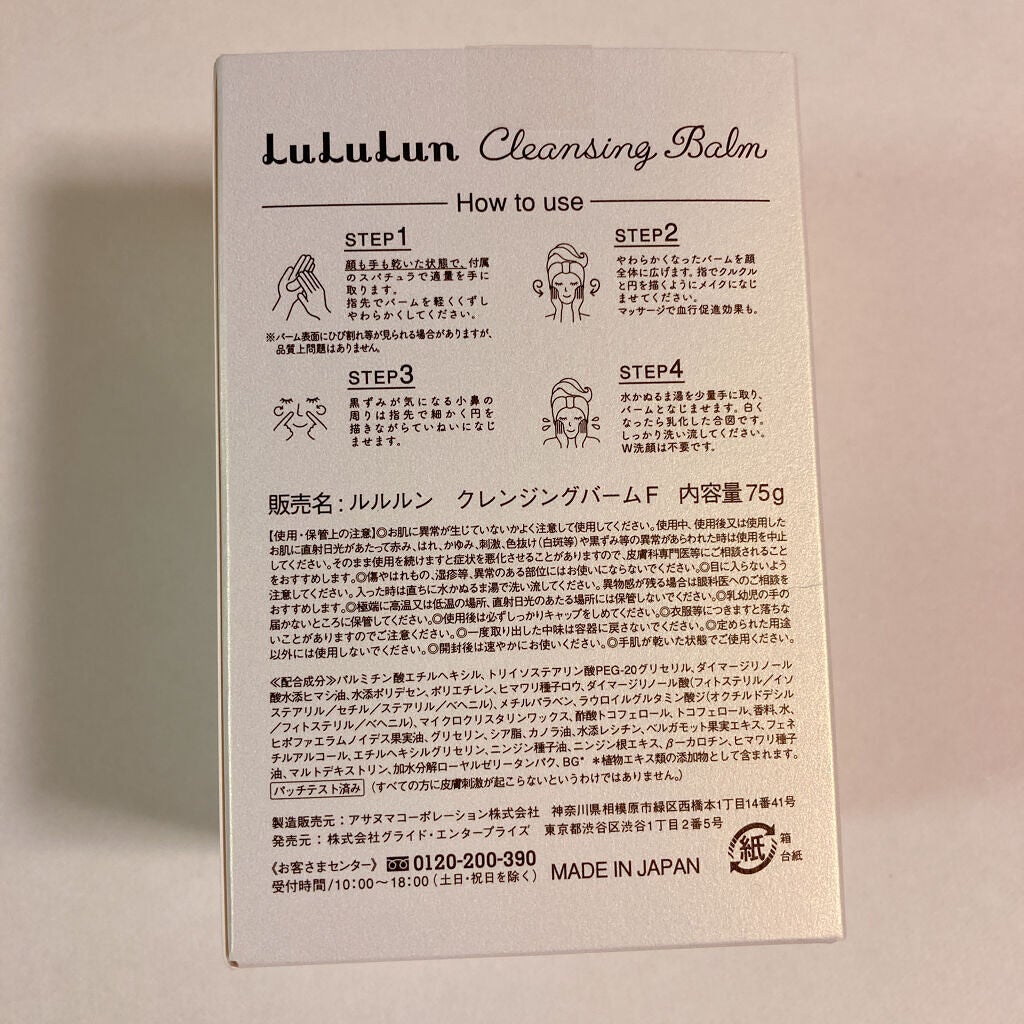 LuLuLun Cleansing Balm
How to use
STEP1
顔も手も乾いた状態で、付属
のスパチュラで適量を手に
取ります。
指先でバームを軽くくずし
やわらかくしてください。
※バーム表面にひび割れ等が見られる場合がありますが、
品質上問題はありません。
STEP2
やわらかくなったバームを顔
全体に広げます。指でクルクル
と円を描くようにメイクになじ
ませてください。
マッサージで血行促進効果も。
STEP3
黒ずみが気になる小鼻の
周りは指先で細かく円を
描きながらていねいになじ
ませます。
STEP4
水かぬるま湯を少量手に取り、
バームとなじませます。白く
なったら乳化した合図です。
しっかり洗い流してください。
W洗顔は不要です。
販売名：ルルルン クレンジングバームF 内容量75g
【使用・保管上の注意】◎お肌に異常が生じていないかよく注意して使用してください。使用中、使用後又は使用した
お肌に直射日光があたって赤み、はれ、かゆみ、刺激、色抜け(白斑等)や黒ずみ等の異常があらわれた時は使用を中止
してください。そのまま使用を続けますと症状を悪化させることがありますので、皮膚科専門医等にご相談されること
をおすすめします。◎傷やはれもの、湿疹等、異常のある部位にはお使いにならないでください。◎目に入らないよう
注意してください。入った時は直ちに水かぬるま湯で洗い流してください。異物感が残る場合は眼科医へのご相談を
おすすめします。◎極端に高温又は低温の場所、直射日光のあたる場所には保管しないでください。◎乳幼児の手の
届かないところに保管してください。◎使用後は必ずしっかりキャップをしめてください。◎衣服等につきますと落ちな
いことがありますのでご注意ください。◎一度取り出した中味は容器に戻さないでください。◎定められた用途
以外には使用しないでください。◎開封後は速やかにお使いください。◎手肌が乾いた状態でご使用ください。
≪配合成分≫パルミチン酸エチルヘキシル、トリイソステアリン酸PEG-20グリセリル、ダイマージリノール
酸水添ヒマシ油、水添ポリデセン、ポリエチレン、ヒマワリ種子ロウ、ダイマージリノール酸(フィトステリル/イソ
ステアリル/セチル/ステアリル/ベヘニル)、メチルパラベン、ラウロイルグルタミン酸ジ(オクチルドデシル
/フィトステリル/ベヘニル)、マイクロクリスタリンワックス、酢酸トコフェロール、トコフェロール、香料、水、
ヒポファエラムノイデス果実油、グリセリン、シア脂、カノラ油、水添レシチン、ベルガモット果実エキス、フェネ
チルアルコール、エチルヘキシルグリセリン、ニンジン種子油、ニンジン根エキス、β-カロチン、ヒマワリ種子
油、マルトデキストリン、加水分解ローヤルゼリータンパク、BG* ＊植物エキス類の添加物として含まれます。
パッチテスト済み (すべての方に皮膚刺激が起こらないというわけではありません。)
製造販売元：アサヌマコーポレーション株式会社 神奈川県相模原市緑区西橋本1丁目14番41号
発売元：株式会社グライド・エンタープライズ 東京都渋谷区渋谷1丁目2番5号
《お客さまセンター》 0120-200-390
受付時間/10:00～18:00(土日・祝日を除く)
MADE IN JAPAN
紙
箱
台紙